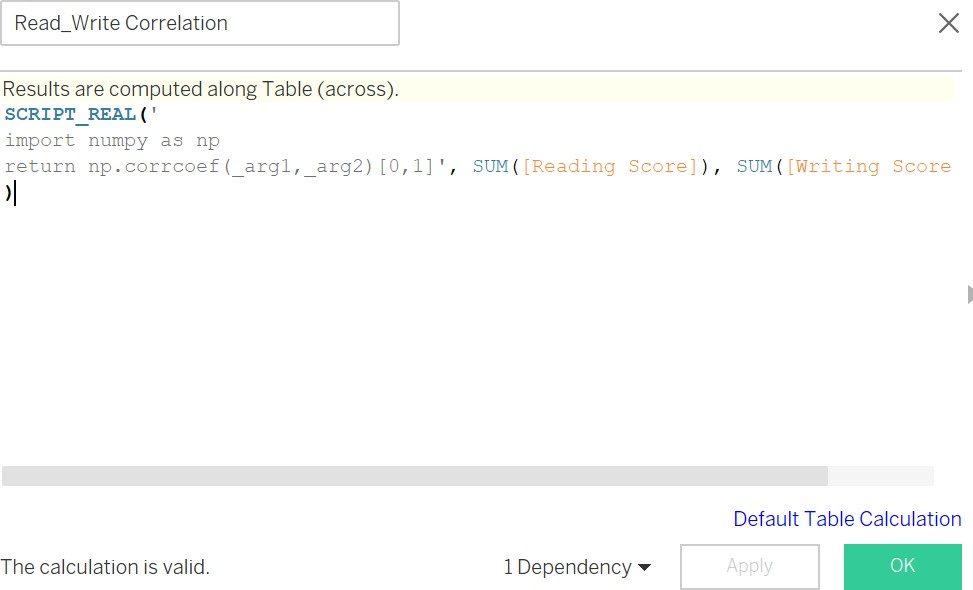 Read_Write Correlation
Results are computed along Table (across).
SCRIPT_REAL('
import numpy as np
return np.corrcoef(_arg1,_arg2)[0,1]', SUM([Reading Score]), SUM([Writing Score
)
Default Table Calculation
The calculation is valid.
1 Dependency
Apply
OK